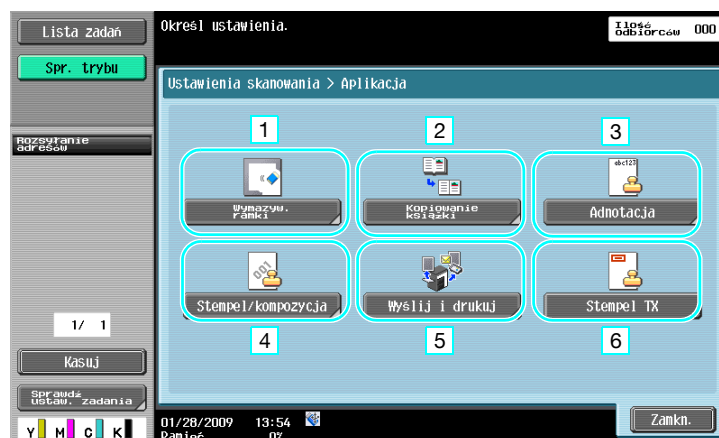 Lista zadań
Określ ustawienia.
Ilość
odbiorców 000
Spr. trybu
Ustawienia skanowania > Aplikacja
Rozsyłanie
adresów
1
2
3
abc123
Wymazyw.
ramki
Kopiowanie
książki
Adnotacja
001
Stempel/kompozycja
Wyślij i drukuj
Stempel TX
4
5
6
1/ 1
Kasuj
Sprawdź
ustaw. zadania
Zamkn.
Y M C K
01/28/2009 13:54
Pamięć 0%